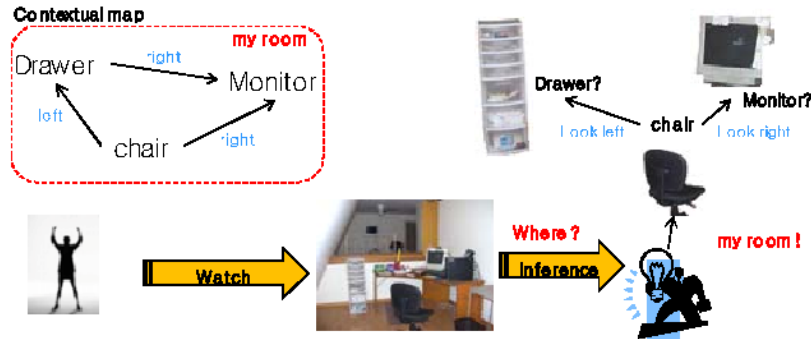 Contextual map
my room
Drawer
right
Monitor
left
chair
right
Drawer?
Monitor?
Look left
chair
Look right
Watch
Where?
Inference
my room!